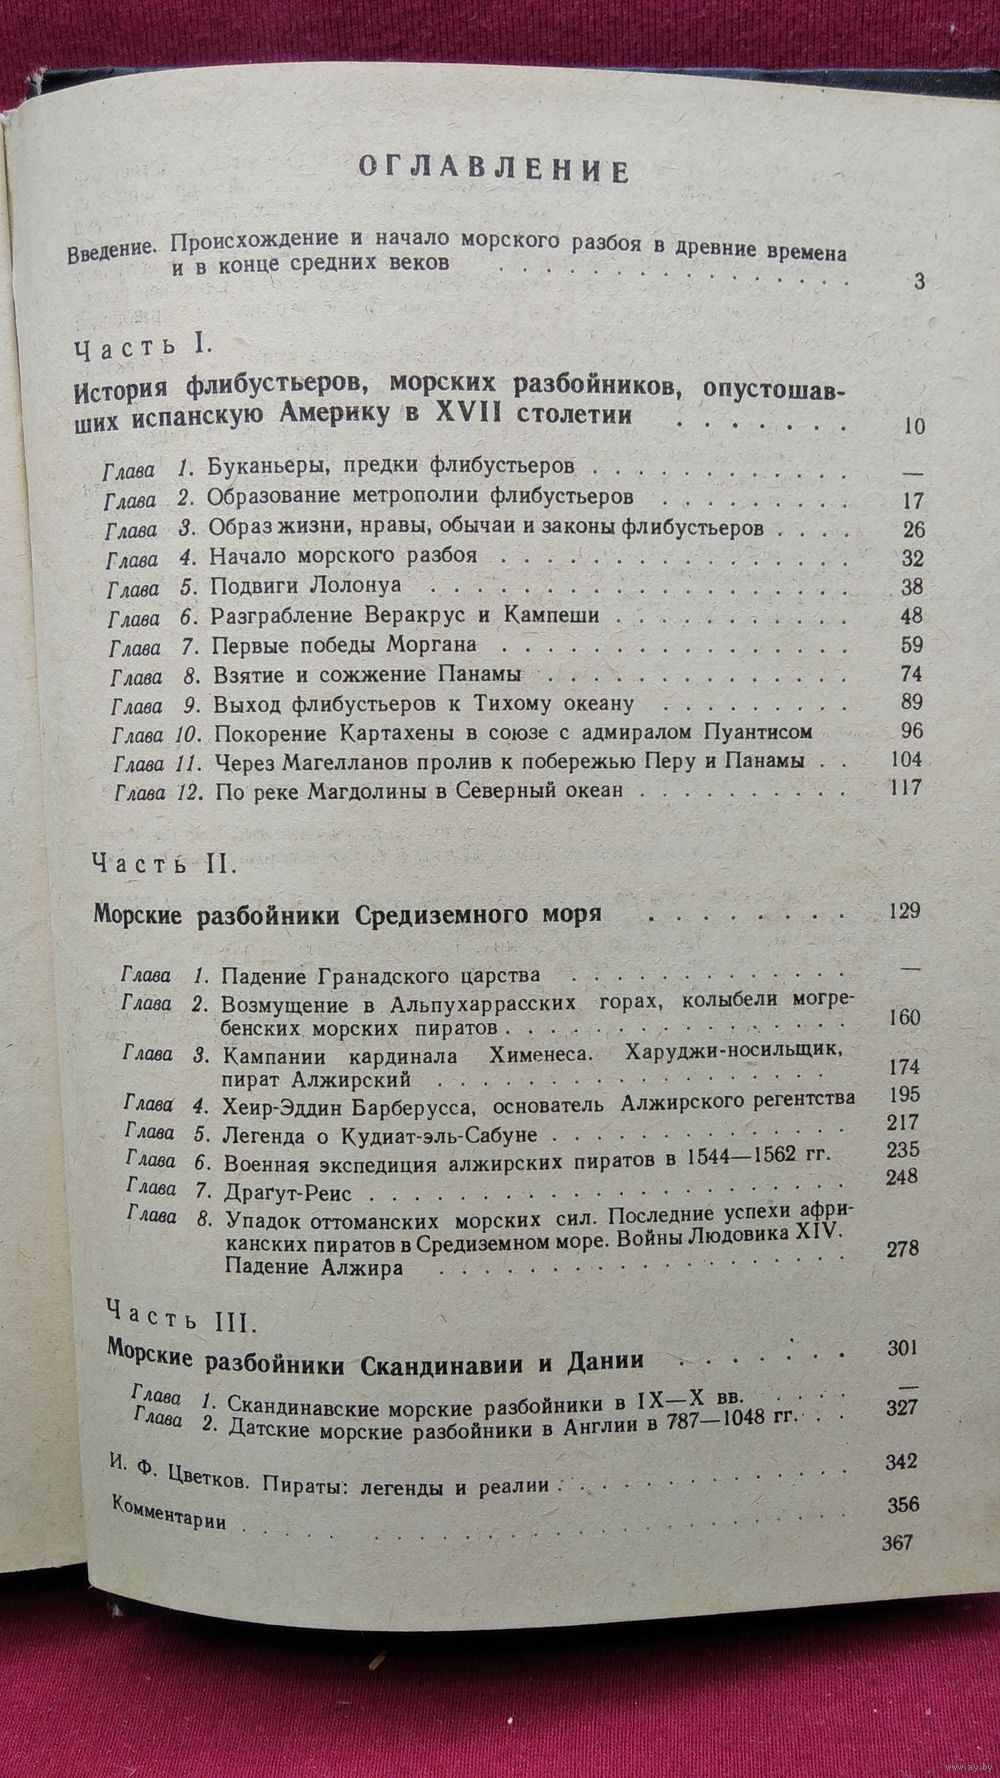 ОГЛАВЛЕНИЕ
Введение. Происхождение и начало морского разбоя в древние времена
и в конце средних веков . . . . . . . . . . . . . . . 3
Часть I.
История флибустьеров, морских разбойников, опустошав-
ших испанскую Америку в XVII столетии . . . . . . . 10
Глава 1. Буканьеры, предки флибустьеров . . . . . . . . . . . —
Глава 2. Образование метрополии флибустьеров . . . . . . . . 17
Глава 3. Образ жизни, нравы, обычаи и законы флибустьеров . . . . 26
Глава 4. Начало морского разбоя . . . . . . . . . . . . . . . 32
Глава 5. Подвиги Лолонуа . . . . . . . . . . . . . . . . . . 38
Глава 6. Разграбление Веракрус и Кампеши . . . . . . . . . . 48
Глава 7. Первые победы Моргана . . . . . . . . . . . . . . . 59
Глава 8. Взятие и сожжение Панамы . . . . . . . . . . . . . 74
Глава 9. Выход флибустьеров к Тихому океану . . . . . . . . 89
Глава 10. Покорение Картахены в союзе с адмиралом Пуантисом 96
Глава 11. Через Магелланов пролив к побережью Перу и Панамы . . 104
Глава 12. По реке Магдолины в Северный океан . . . . . . . . . 117
Часть II.
Морские разбойники Средиземного моря . . . . . . . . 129
Глава 1. Падение Гранадского царства . . . . . . . . . . . . —
Глава 2. Возмущение в Альпухаррасских горах, колыбели могре-
бенских морских пиратов . . . . . . . . . . . . . . . 160
Глава 3. Кампании кардинала Хименеса. Харуджи-носильщик,
пират Алжирский . . . . . . . . . . . . . . . . . 174
Глава 4. Хеир-Эддин Барберусса, основатель Алжирского регентства 195
Глава 5. Легенда о Кудиат-эль-Сабуне . . . . . . . . . . . . . 217
Глава 6. Военная экспедиция алжирских пиратов в 1544—1562 гг. 235
Глава 7. Драгут-Реис . . . . . . . . . . . . . . . . . . . . 248
Глава 8. Упадок оттоманских морских сил. Последние успехи афри-
канских пиратов в Средиземном море. Войны Людовика XIV.
Падение Алжира . . . . . . . . . . . . . . . . . . 278
Часть III.
Морские разбойники Скандинавии и Дании . . . . . . . 301
Глава 1. Скандинавские морские разбойники в IX—X вв. . . . . —
Глава 2. Датские морские разбойники в Англии в 787—1048 гг. . . 327
И. Ф. Цветков. Пираты: легенды и реалии . . . . . . . . . . . . . 342
Комментарии . . . . . . . . . . . . . . . . . . . . . . . . 356
367
www.ay.by